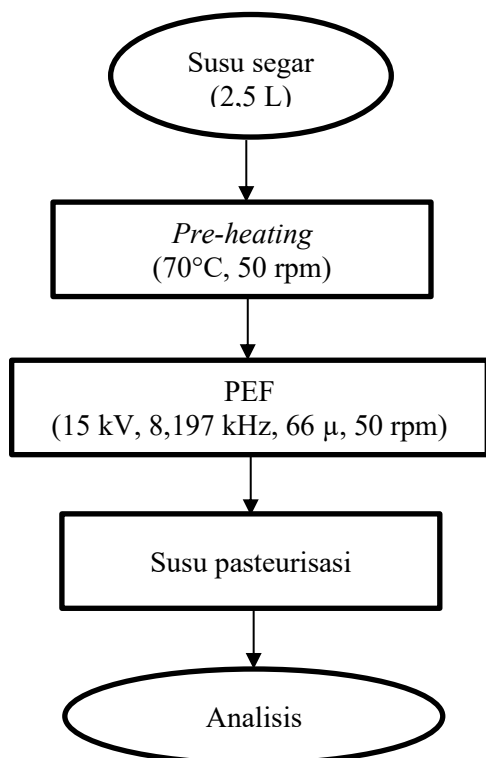 Susu segar
(2,5 L)
Pre-heating
(70°C, 50 rpm)
PEF
(15 kV, 8,197 kHz, 66 µ, 50 rpm)
Susu pasteurisasi
Analisis